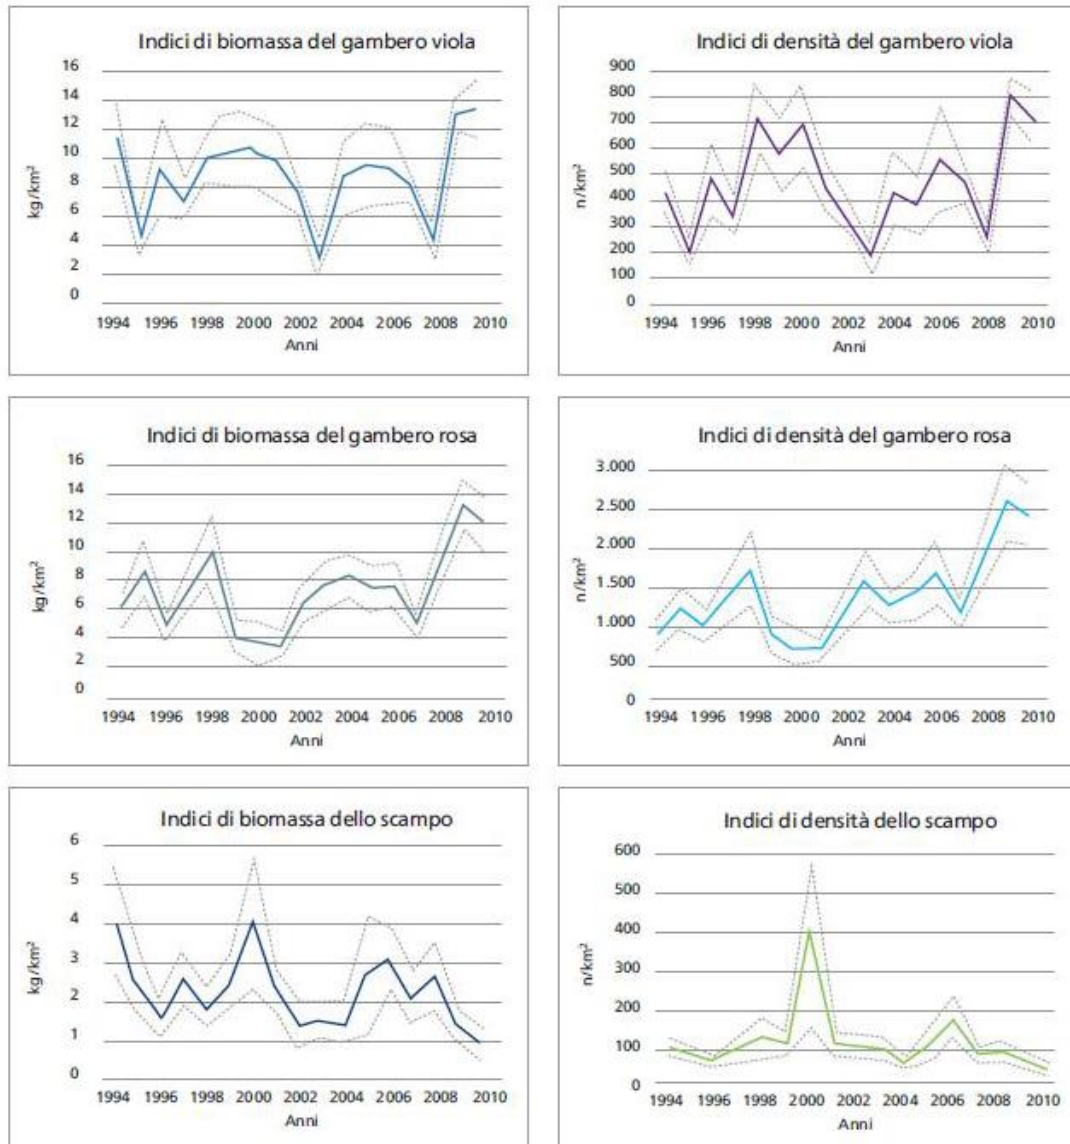 Indici di biomassa del gambero viola
16
14
12
10
8
6
4
2
0
kg/km²
1994 1996 1998 2000 2002 2004 2006 2008 2010
Anni
Indici di densità del gambero viola
900
800
700
600
500
400
300
200
100
0
n/km²
1994 1996 1998 2000 2002 2004 2006 2008 2010
Anni
Indici di biomassa del gambero rosa
16
14
12
10
8
6
4
2
0
kg/km²
1994 1996 1998 2000 2002 2004 2006 2008 2010
Anni
Indici di densità del gambero rosa
3.000
2.500
2.000
1.500
1.000
500
0
n/km²
1994 1996 1998 2000 2002 2004 2006 2008 2010
Anni
Indici di biomassa dello scampo
6
5
4
3
2
1
0
kg/km²
1994 1996 1998 2000 2002 2004 2006 2008 2010
Anni
Indici di densità dello scampo
600
500
400
300
200
100
0
n/km²
1994 1996 1998 2000 2002 2004 2006 2008 2010
Anni